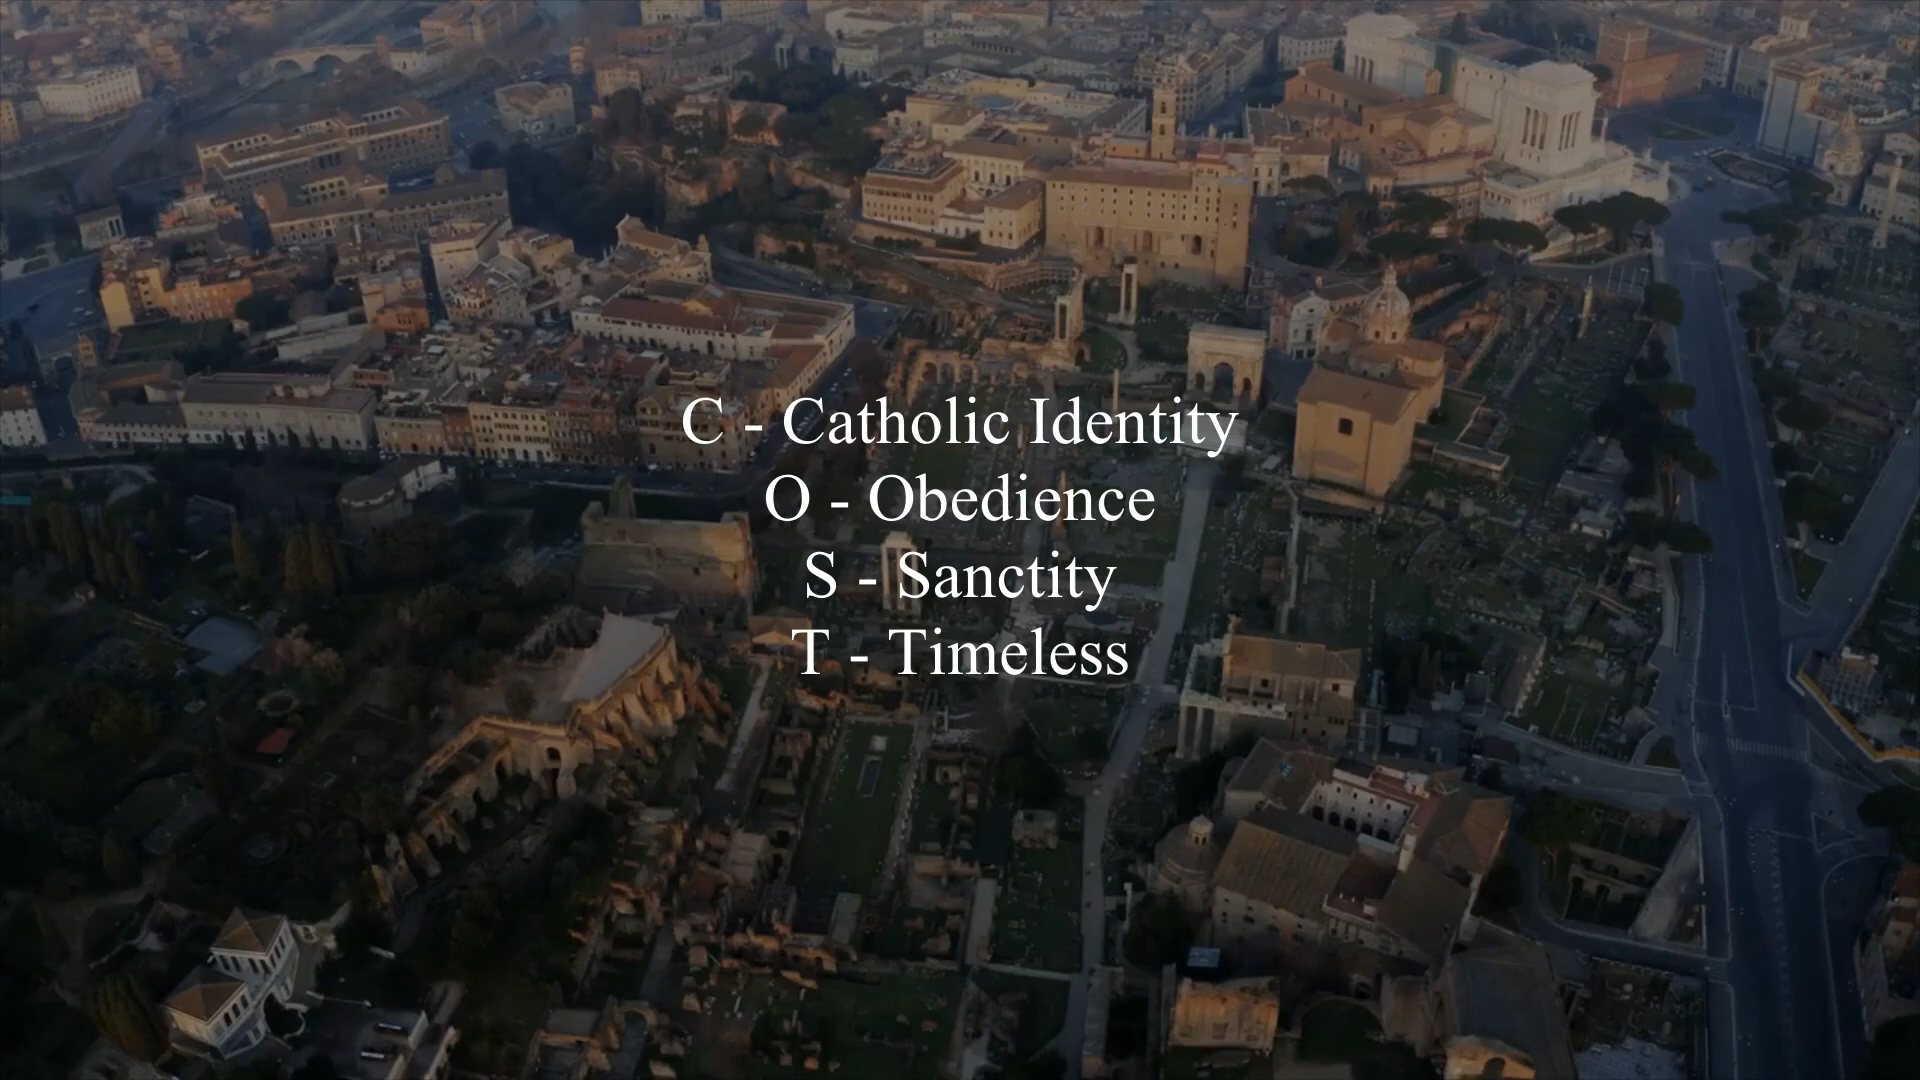 C - Catholic Identity
O - Obedience
S - Sanctity
T - Timeless